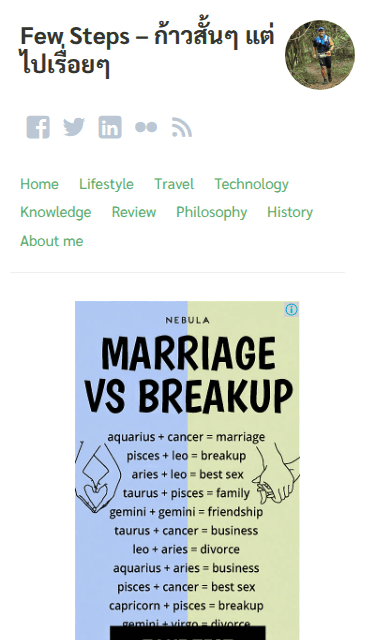 Few Steps – ก้าวสั้นๆ แต่
ไปเรื่อยๆ
Home Lifestyle Travel Technology
Knowledge Review Philosophy History
About me
NEBULA
MARRIAGE
VS BREAKUP
aquarius + cancer = marriage
pisces + leo = breakup
aries + leo = best sex
taurus + pisces = family
gemini + gemini = friendship
taurus + cancer = business
leo + aries = divorce
aquarius + aries = business
pisces + cancer = best sex
capricorn + pisces = breakup
gemini + virgo = divorce